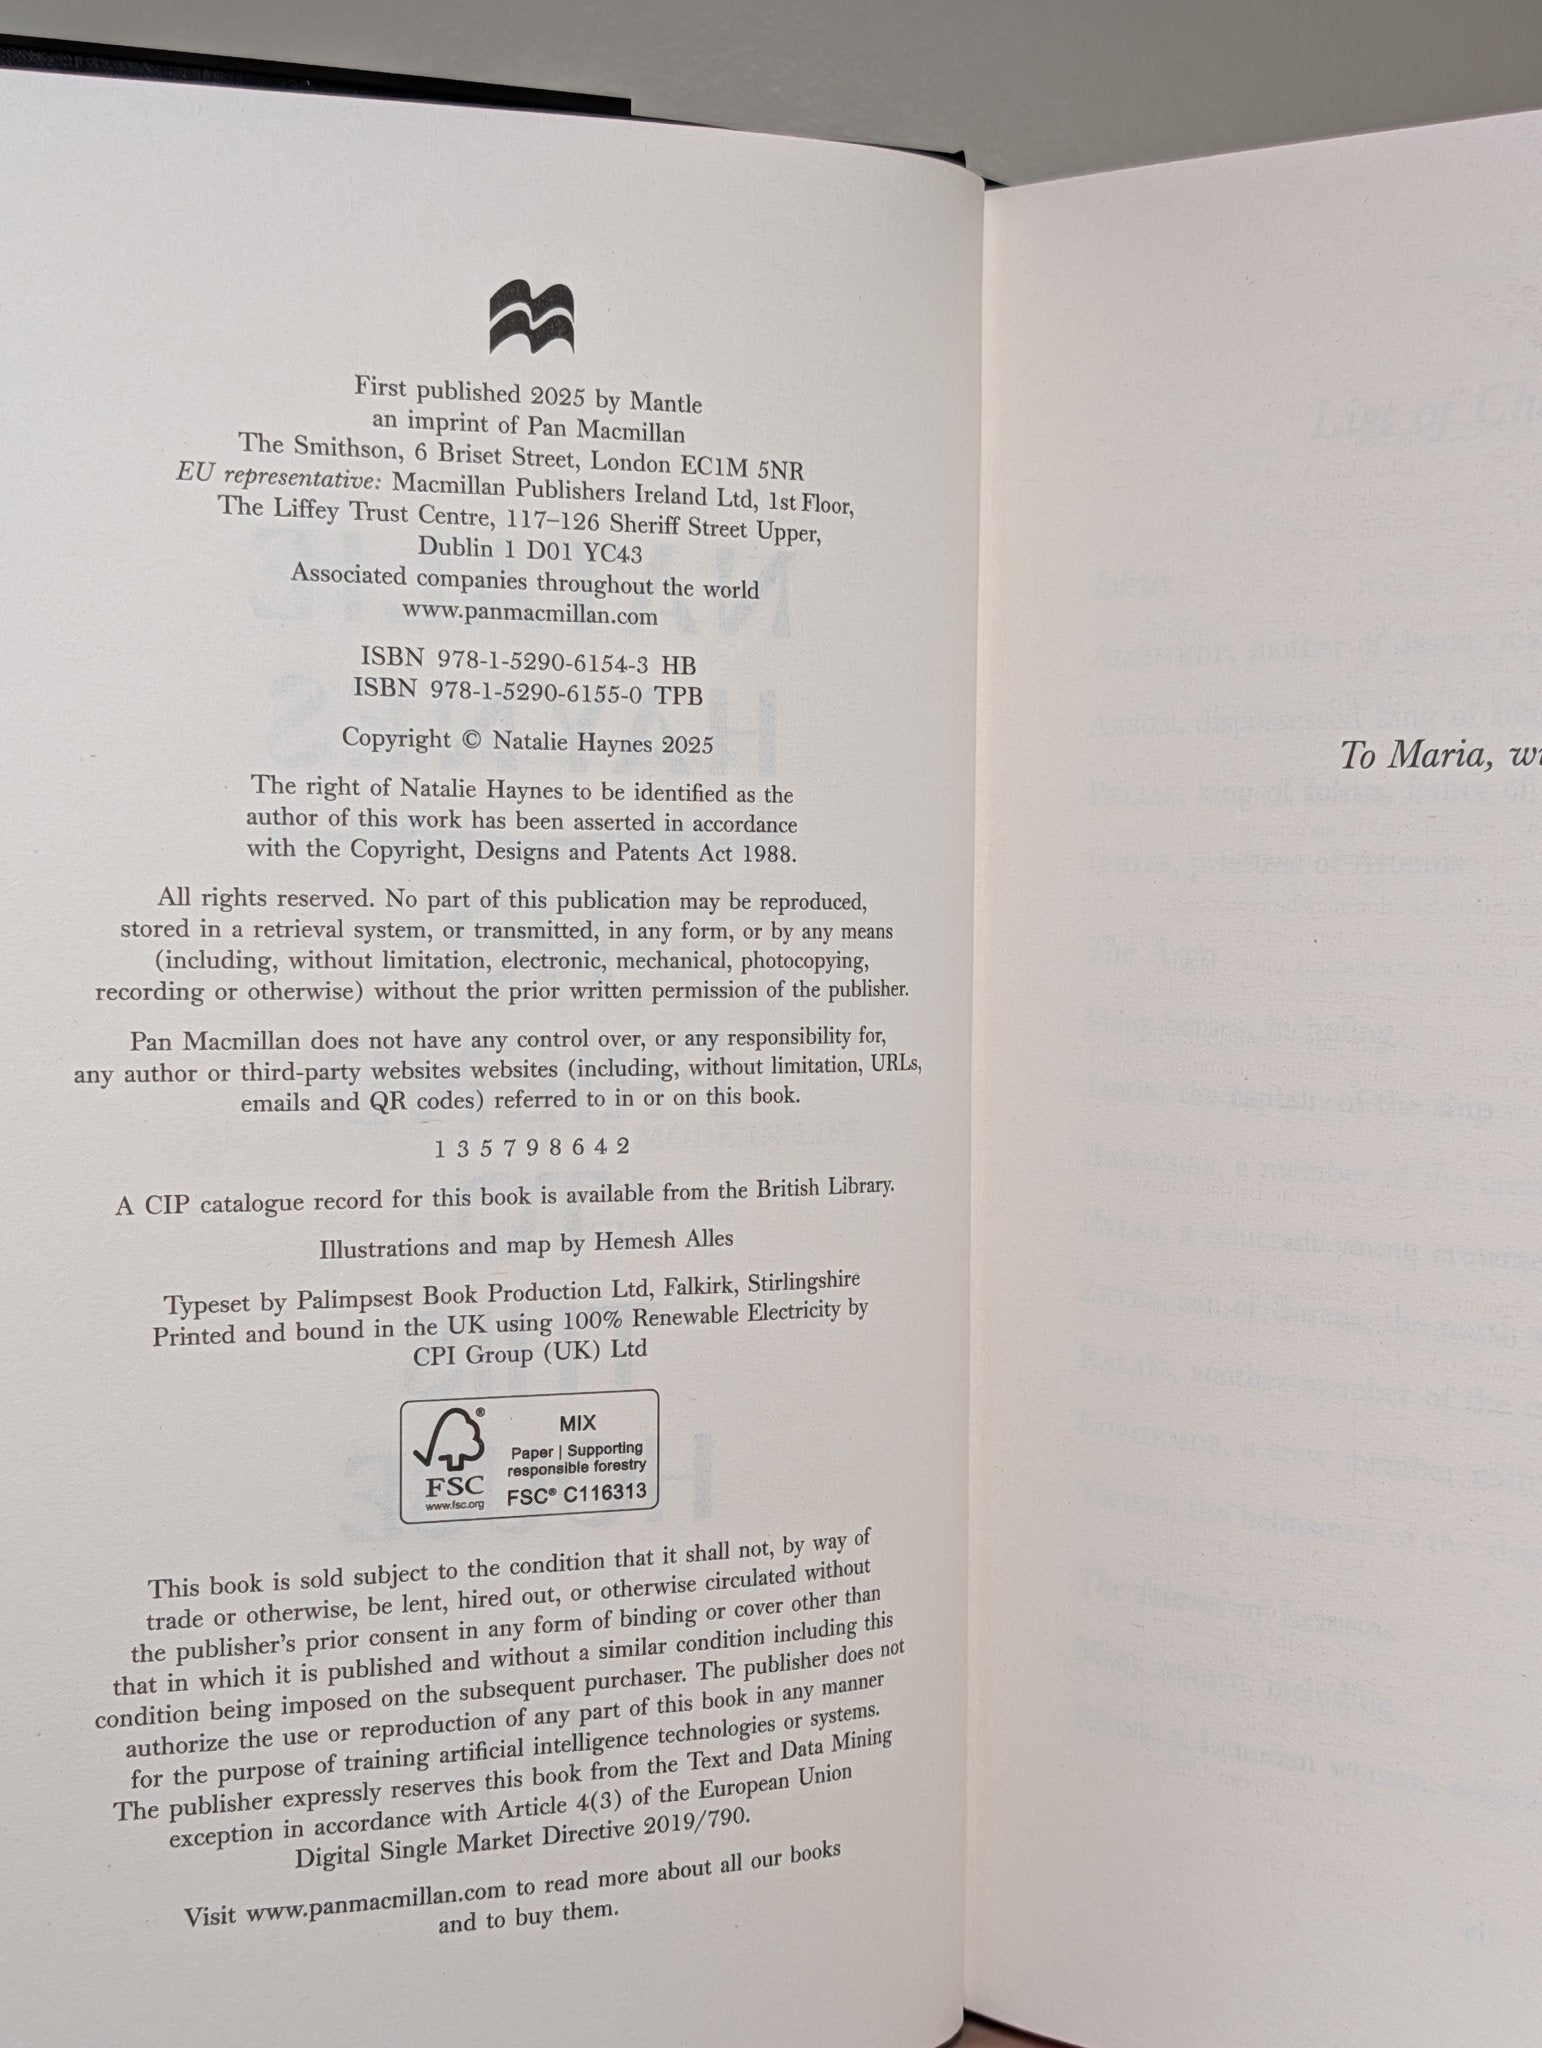 First published 2025 by Mantle
an imprint of Pan Macmillan
The Smithson, 6 Briset Street, London EC1M 5NR
EU representative: Macmillan Publishers Ireland Ltd, 1st Floor,
The Liffey Trust Centre, 117–126 Sheriff Street Upper,
Dublin 1 D01 YC43
Associated companies throughout the world
www.panmacmillan.com
ISBN 978-1-5290-6154-3 HB
ISBN 978-1-5290-6155-0 TPB
Copyright © Natalie Haynes 2025
The right of Natalie Haynes to be identified as the
author of this work has been asserted in accordance
with the Copyright, Designs and Patents Act 1988.
All rights reserved. No part of this publication may be reproduced,
stored in a retrieval system, or transmitted, in any form, or by any means
(including, without limitation, electronic, mechanical, photocopying,
recording or otherwise) without the prior written permission of the publisher.
Pan Macmillan does not have any control over, or any responsibility for,
any author or third-party websites websites (including, without limitation, URLs,
emails and QR codes) referred to in or on this book.
1 3 5 7 9 8 6 4 2
A CIP catalogue record for this book is available from the British Library.
Illustrations and map by Hemesh Alles
Typeset by Palimpsest Book Production Ltd, Falkirk, Stirlingshire
Printed and bound in the UK using 100% Renewable Electricity by
CPI Group (UK) Ltd
FSC®
www.fsc.org
MIX
Paper | Supporting
responsible forestry
FSC® C116313
This book is sold subject to the condition that it shall not, by way of
trade or otherwise, be lent, hired out, or otherwise circulated without
the publisher's prior consent in any form of binding or cover other than
that in which it is published and without a similar condition including this
condition being imposed on the subsequent purchaser. The publisher does not
authorize the use or reproduction of any part of this book in any manner
for the purpose of training artificial intelligence technologies or systems.
The publisher expressly reserves this book from the Text and Data Mining
exception in accordance with Article 4(3) of the European Union
Digital Single Market Directive 2019/790.
Visit www.panmacmillan.com to read more about all our books
and to buy them.
To Maria,